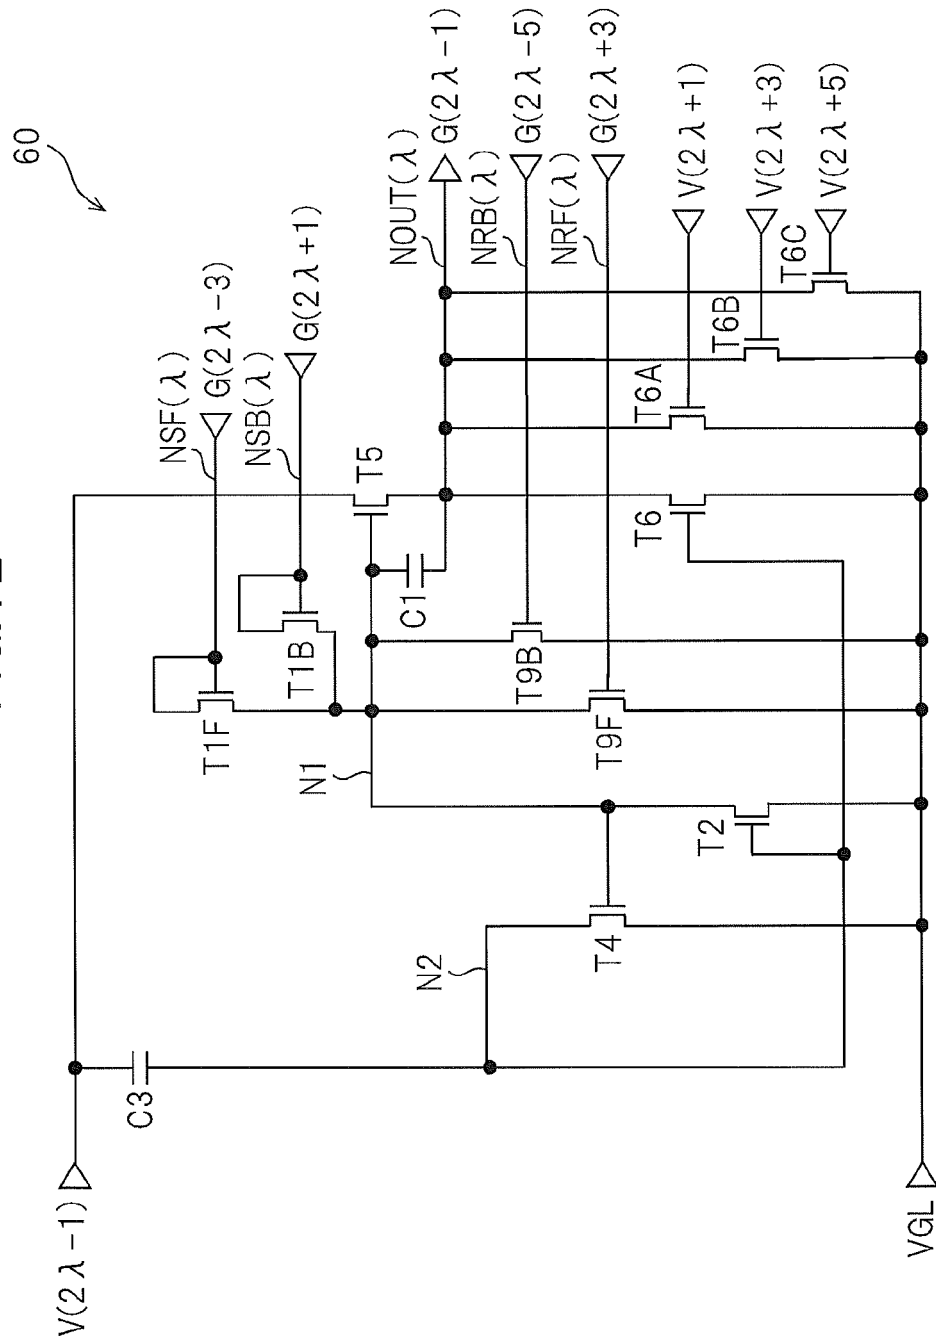 60
V(2λ-1)
C3
NSF(λ)
G(2λ-3)
NSB(λ)
G(2λ+1)
T1F
T1B
N1
T5
C1
NOUT(λ)
G(2λ-1)
NRB(λ)
G(2λ-5)
NRF(λ)
G(2λ+3)
N2
T4
T2
T9F
T9B
T6
T6A
V(2λ+1)
T6B
V(2λ+3)
T6C
V(2λ+5)
VGL